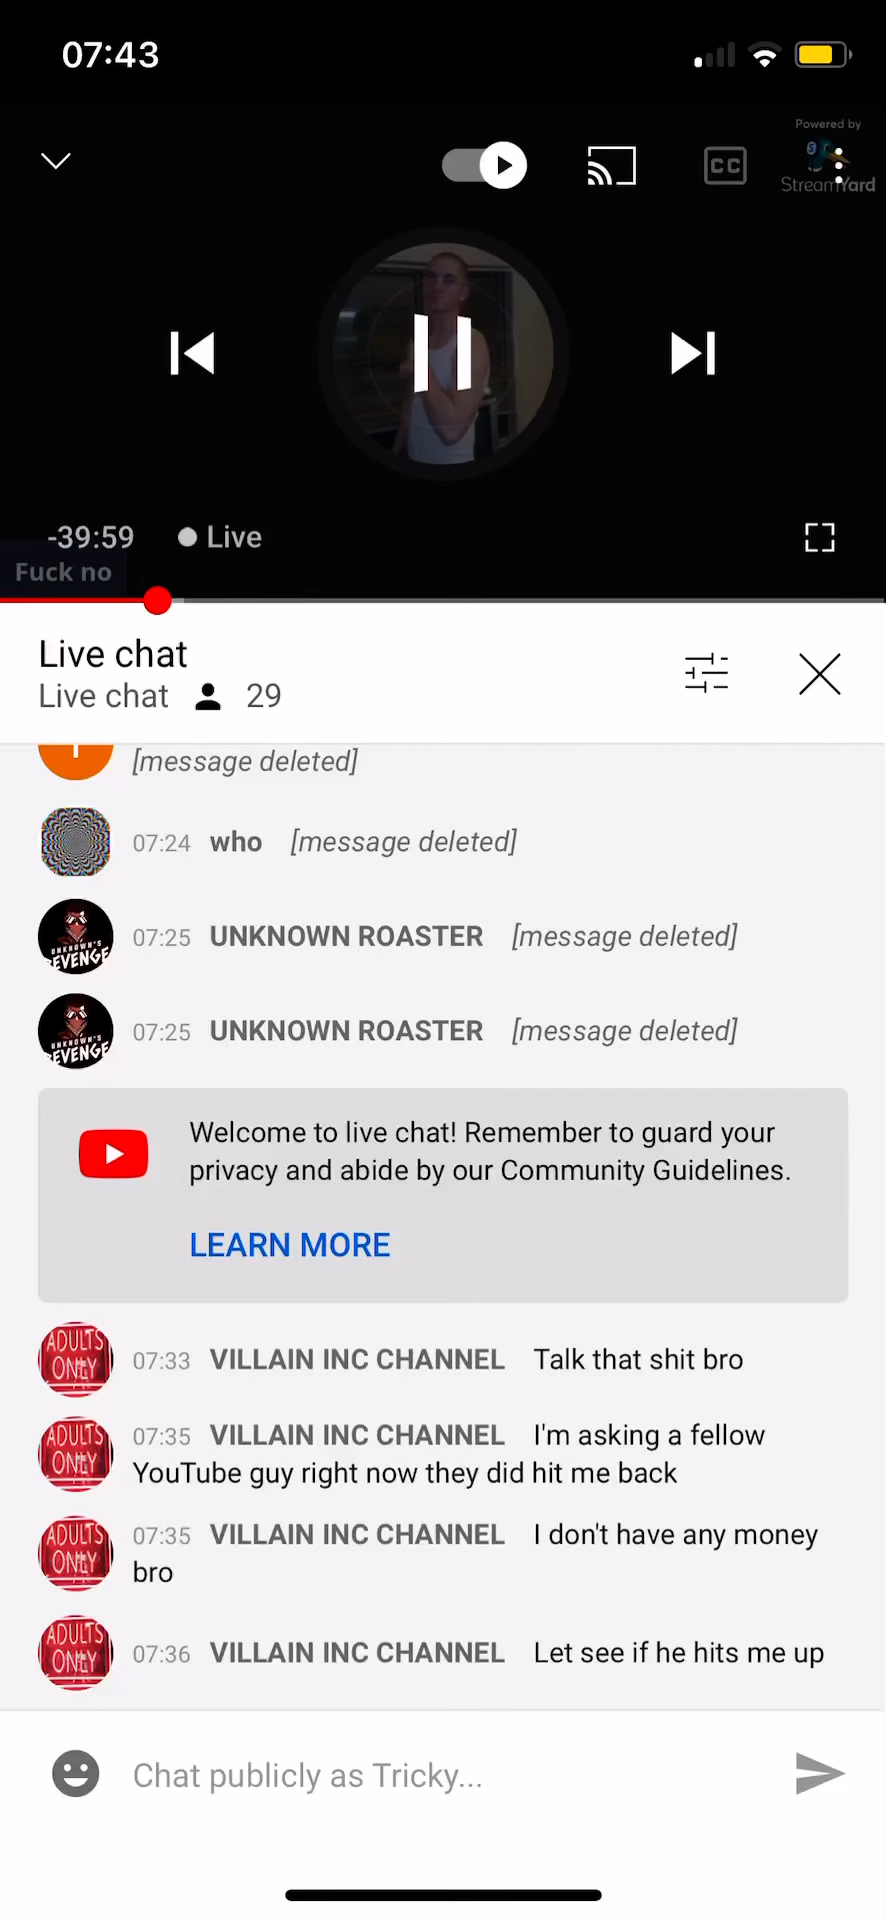 07:43
Powered by
CC
StreamYard
-39:59 Live
Fuck no
Live chat
Live chat 29
[message deleted]
07:24 who [message deleted]
UNKNOWN'S
REVENGE
07:25 UNKNOWN ROASTER [message deleted]
UNKNOWN'S
REVENGE
07:25 UNKNOWN ROASTER [message deleted]
Welcome to live chat! Remember to guard your
privacy and abide by our Community Guidelines.
LEARN MORE
ADULTS
ONLY
07:33 VILLAIN INC CHANNEL Talk that shit bro
ADULTS
ONLY
07:35 VILLAIN INC CHANNEL I'm asking a fellow
YouTube guy right now they did hit me back
ADULTS
ONLY
07:35 VILLAIN INC CHANNEL I don't have any money
bro
ADULTS
ONLY
07:36 VILLAIN INC CHANNEL Let see if he hits me up
Chat publicly as Tricky...